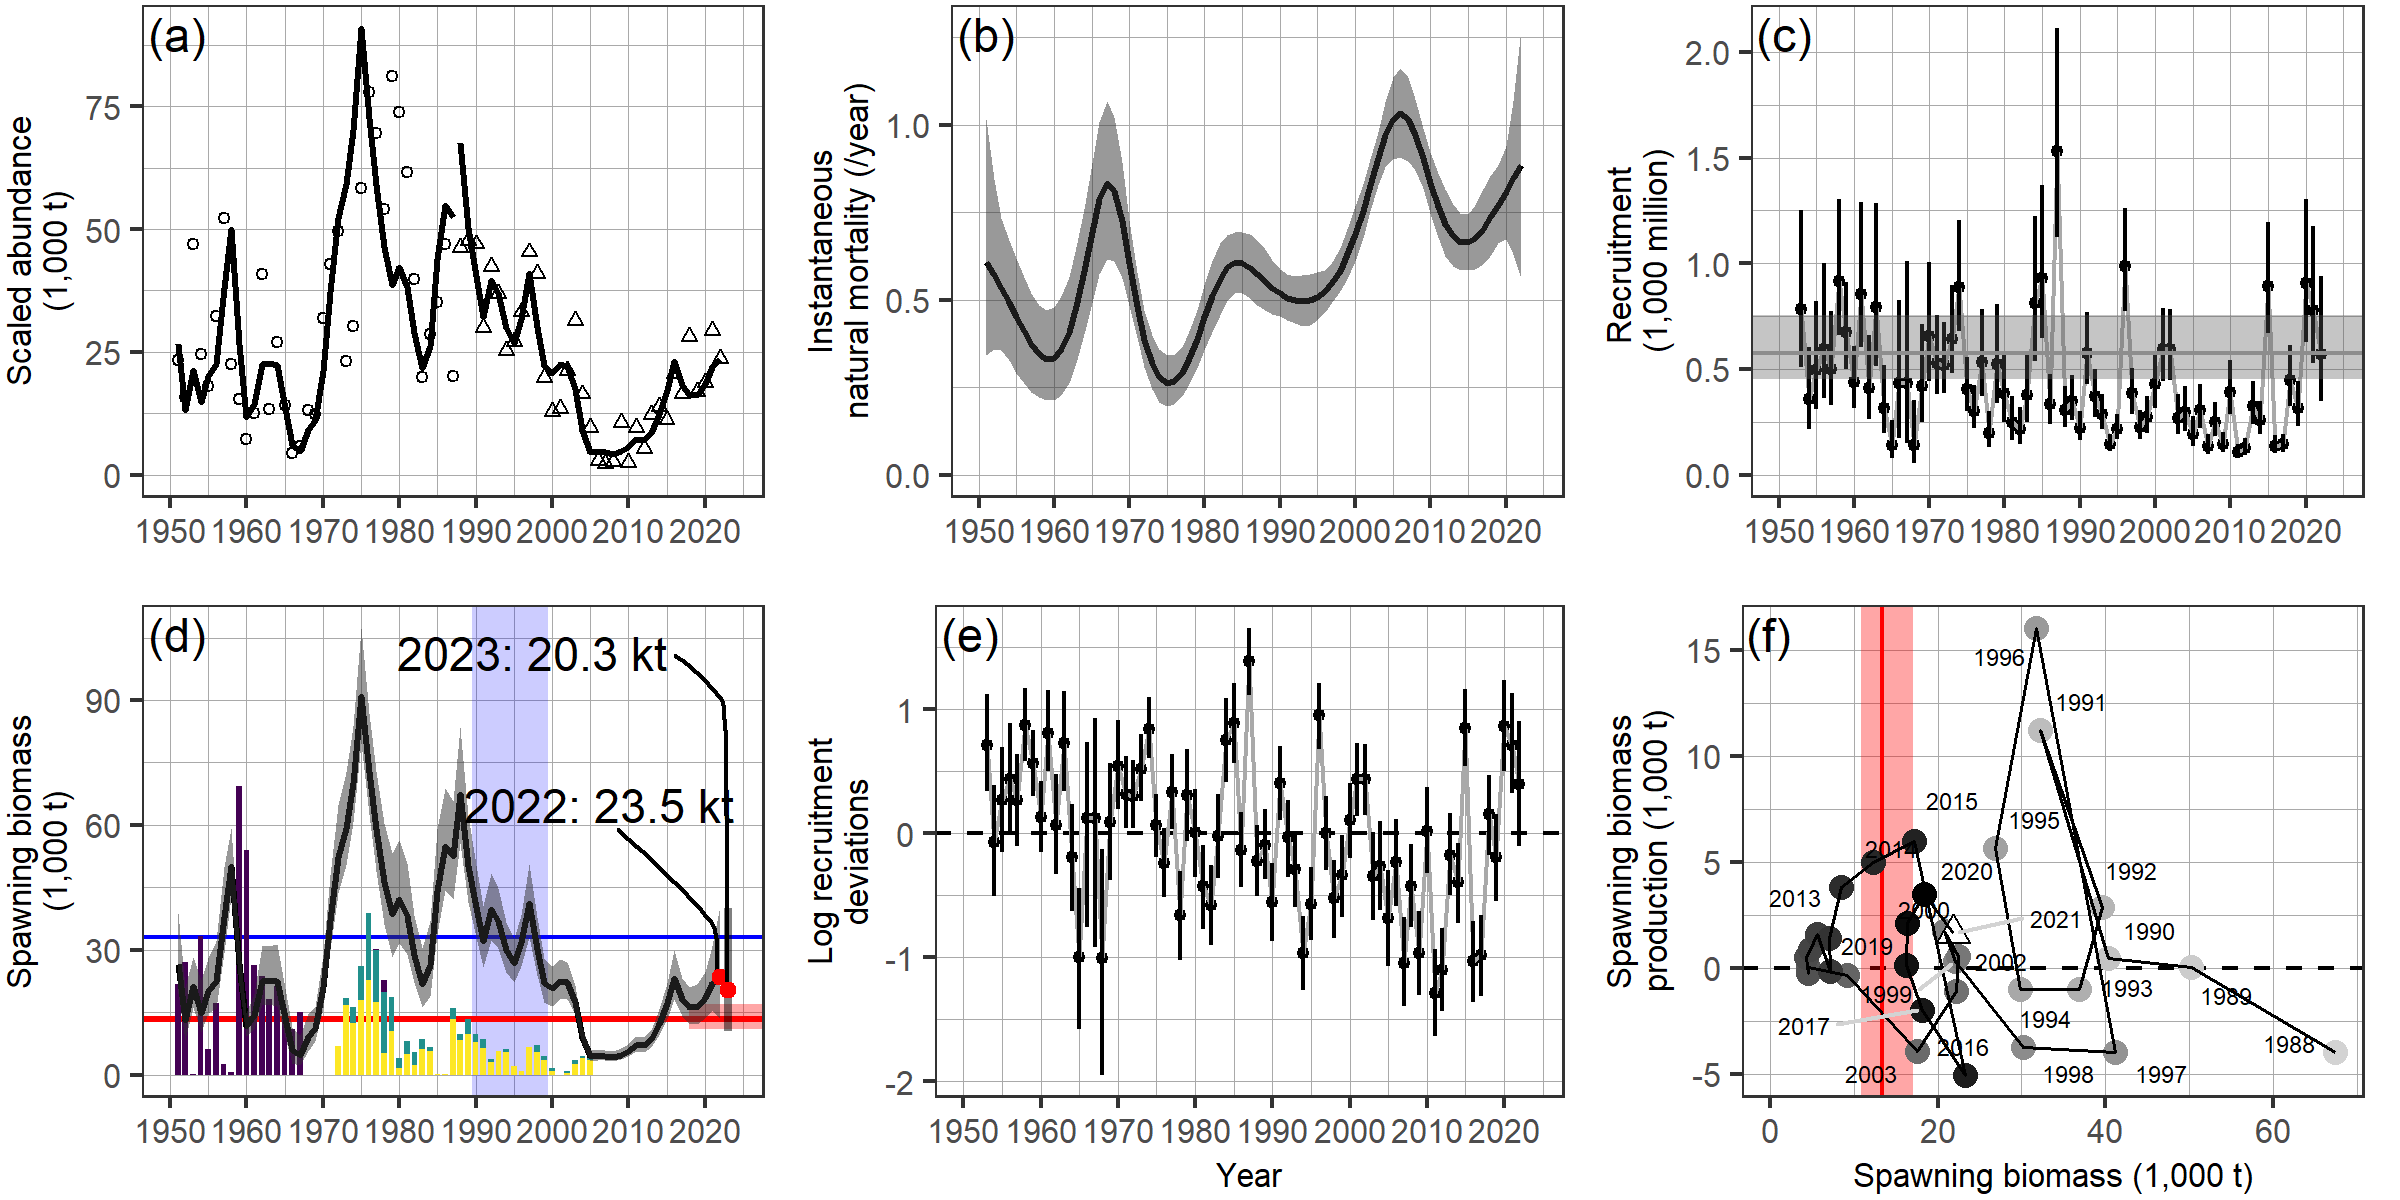 (a)
Scaled abundance
(1,000 t)
75
50
25
0
1950 1960 1970 1980 1990 2000 2010 2020
(b)
Instantaneous
natural mortality (/year)
1.0
0.5
0.0
1950 1960 1970 1980 1990 2000 2010 2020
(c)
Recruitment
(1,000 million)
2.0
1.5
1.0
0.5
0.0
1950 1960 1970 1980 1990 2000 2010 2020
(d)
2023: 20.3 kt
2022: 23.5 kt
Spawning biomass
(1,000 t)
90
60
30
0
1950 1960 1970 1980 1990 2000 2010 2020
(e)
Log recruitment
deviations
1
0
-1
-2
1950 1960 1970 1980 1990 2000 2010 2020
Year
(f)
Spawning biomass
production (1,000 t)
15
10
5
0
-5
1996
1991
2015
1995
2014
1992
2020
2013
2000
2021
1990
2019
2002
1999
1993
1989
2017
1994
2016
1988
2003
1998
1997
0 20 40 60
Spawning biomass (1,000 t)